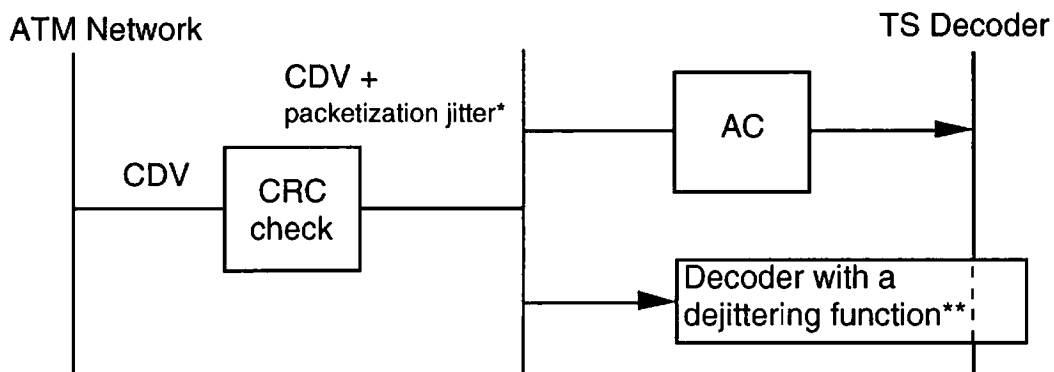 ATM Network
TS Decoder
CDV +
packetization jitter*
AC
CDV
CRC
check
Decoder with a
dejittering function**